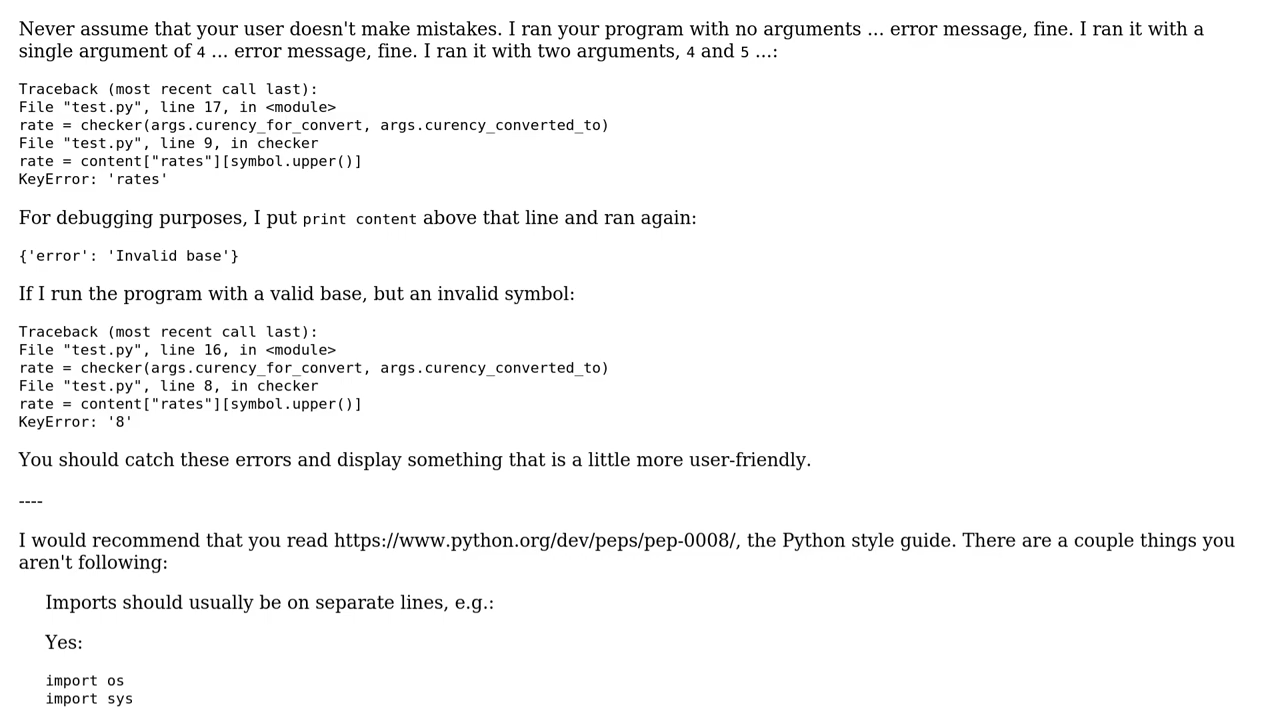 Never assume that your user doesn't make mistakes. I ran your program with no arguments ... error message, fine. I ran it with a
single argument of 4 ... error message, fine. I ran it with two arguments, 4 and 5 ...:
Traceback (most recent call last):
File "test.py", line 17, in <module>
rate = checker(args.curency_for_convert, args.curency_converted_to)
File "test.py", line 9, in checker
rate = content["rates"][symbol.upper()]
KeyError: 'rates'
For debugging purposes, I put print content above that line and ran again:
{'error': 'Invalid base'}
If I run the program with a valid base, but an invalid symbol:
Traceback (most recent call last):
File "test.py", line 16, in <module>
rate = checker(args.curency_for_convert, args.curency_converted_to)
File "test.py", line 8, in checker
rate = content["rates"][symbol.upper()]
KeyError: '8'
You should catch these errors and display something that is a little more user-friendly.
----
I would recommend that you read https://www.python.org/dev/peps/pep-0008/, the Python style guide. There are a couple things you
aren't following:
Imports should usually be on separate lines, e.g.:
Yes:
import os
import sys